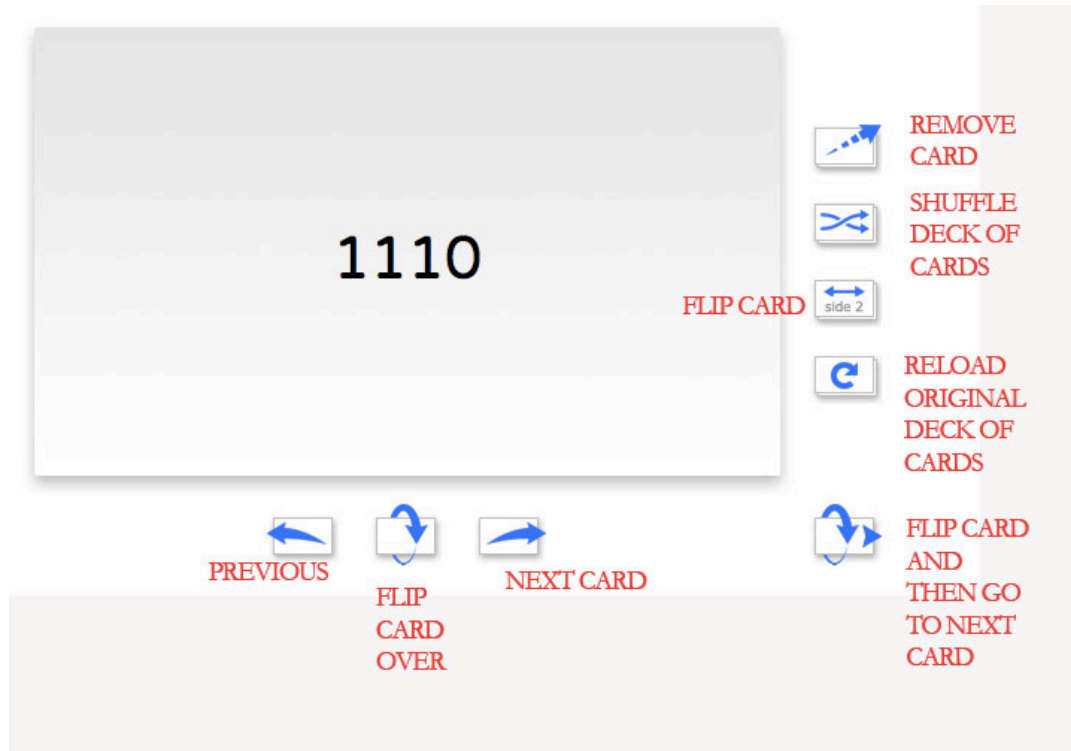 1110
REMOVE
CARD
SHUFFLE
DECK OF
CARDS
FLIP CARD
side 2
RELOAD
ORIGINAL
DECK OF
CARDS
PREVIOUS
FLIP
CARD
OVER
NEXT CARD
FLIP CARD
AND
THEN GO
TO NEXT
CARD